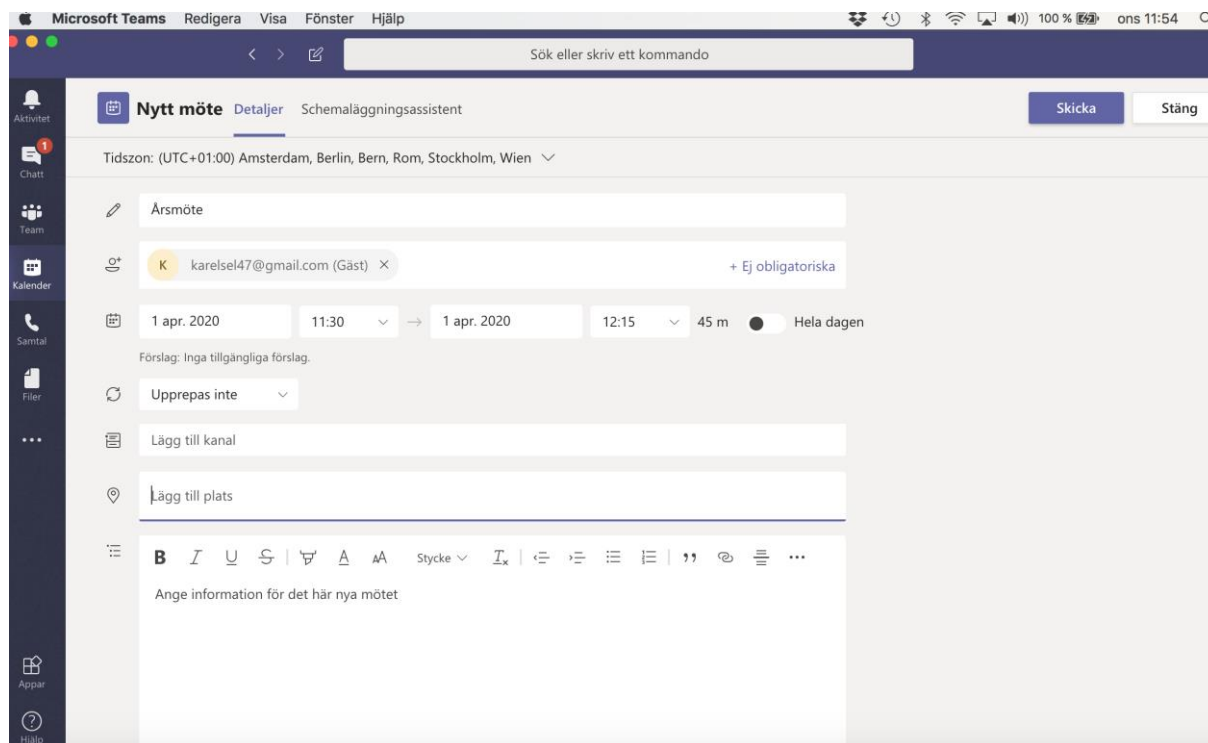 Microsoft Teams Redigera Visa Fönster Hjälp 100 % ons 11:54
Sök eller skriv ett kommando
Aktivitet
1
Chatt
Team
Kalender
Samtal
Filer
Appar
Hjälp
Nytt möte Detaljer Schemaläggningsassistent Skicka Stäng
Tidszon: (UTC+01:00) Amsterdam, Berlin, Bern, Rom, Stockholm, Wien
Årsmöte
K karelsel47@gmail.com (Gäst) × + Ej obligatoriska
1 apr. 2020 11:30 → 1 apr. 2020 12:15 45 m Hela dagen
Förslag: Inga tillgängliga förslag.
Upprepas inte
Lägg till kanal
Lägg till plats
B I U S A AA Stycke Tx
Ange information för det här nya mötet